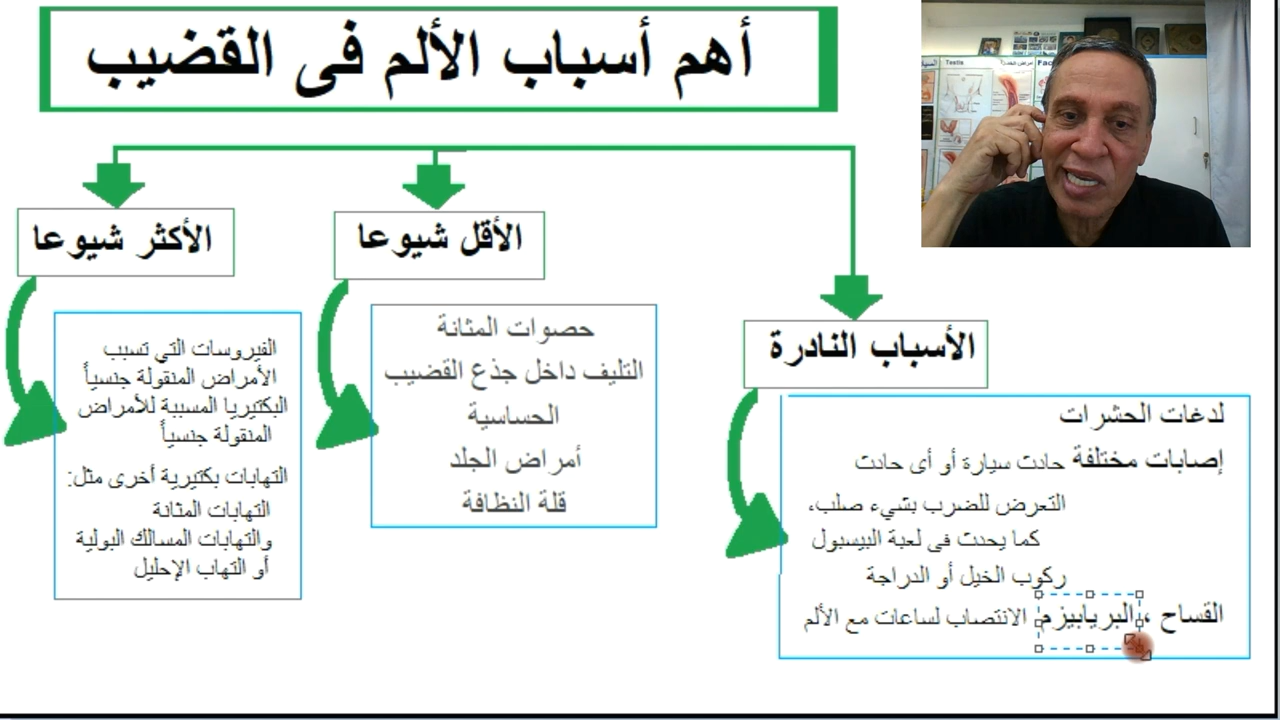 أهم أسباب الألم فى القضيب
الأكثر شيوعا
الفيروسات التي تسبب
الأمراض المنقولة جنسياً
البكتيريا المسببة للأمراض
المنقولة جنسياً
التهابات بكتيرية أخرى مثل:
التهابات المثانة
والتهابات المسالك البولية
أو التهاب الإحليل
الأقل شيوعا
حصوات المثانة
التليف داخل جذع القضيب
الحساسية
أمراض الجلد
قلة النظافة
الأسباب النادرة
لدغات الحشرات
إصابات مختلفة حادث سيارة أو أى حادث
التعرض للضرب بشيء صلب،
كما يحدث فى لعبة البيسبول
ركوب الخيل أو الدراجة
القساح ، البريابيزم الانتصاب لساعات مع الألم
Testis